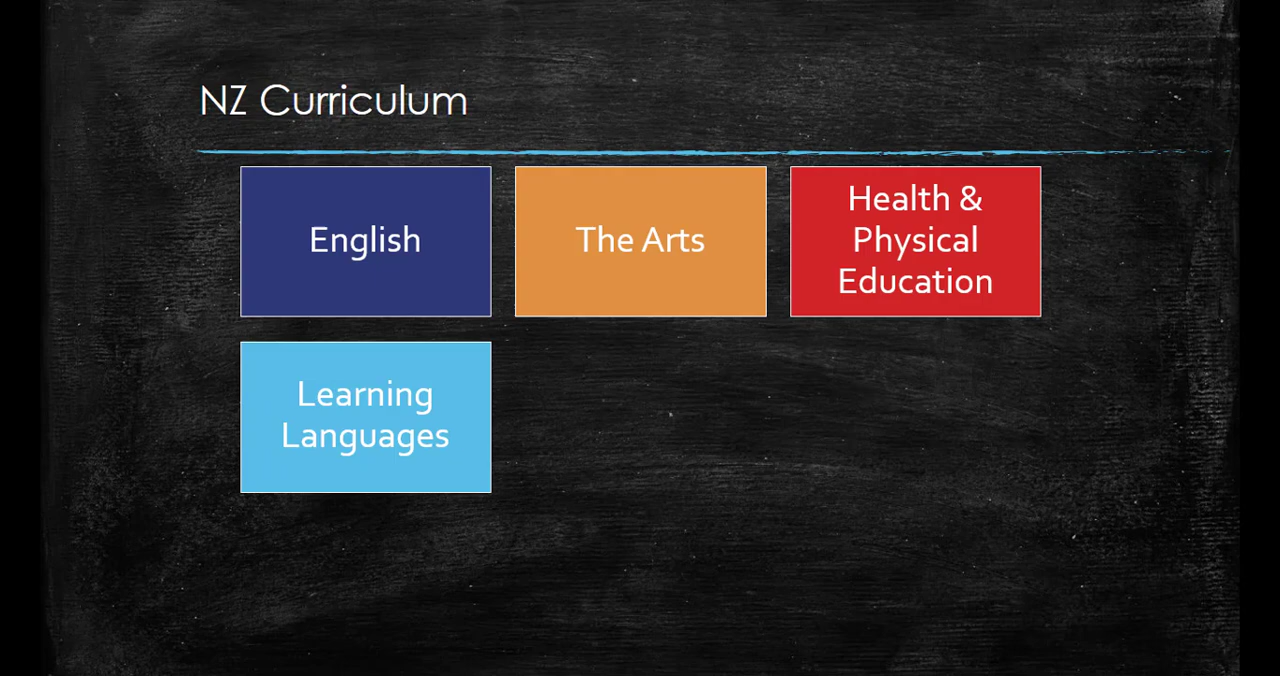 NZ Curriculum
English
The Arts
Health &
Physical
Education
Learning
Languages